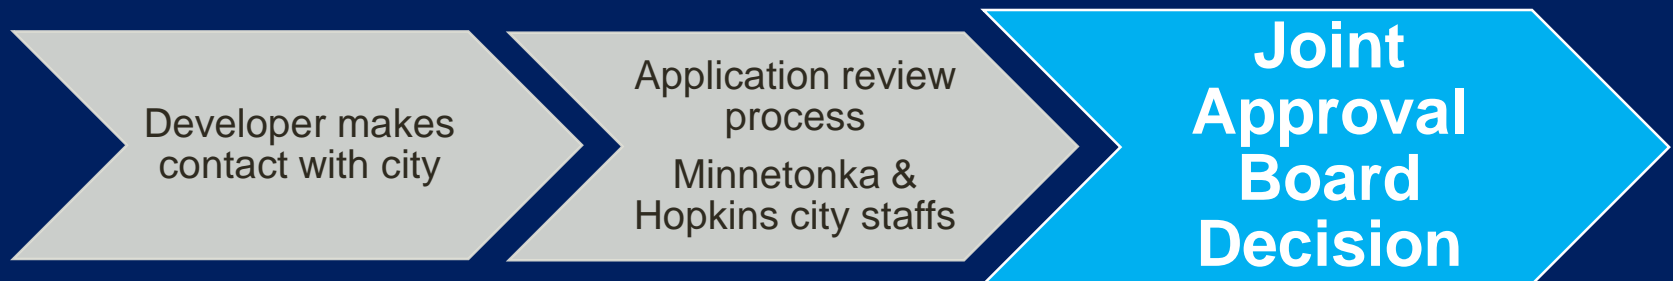 Developer makes
contact with city
Application review
process
Minnetonka &
Hopkins city staffs
Joint
Approval
Board
Decision